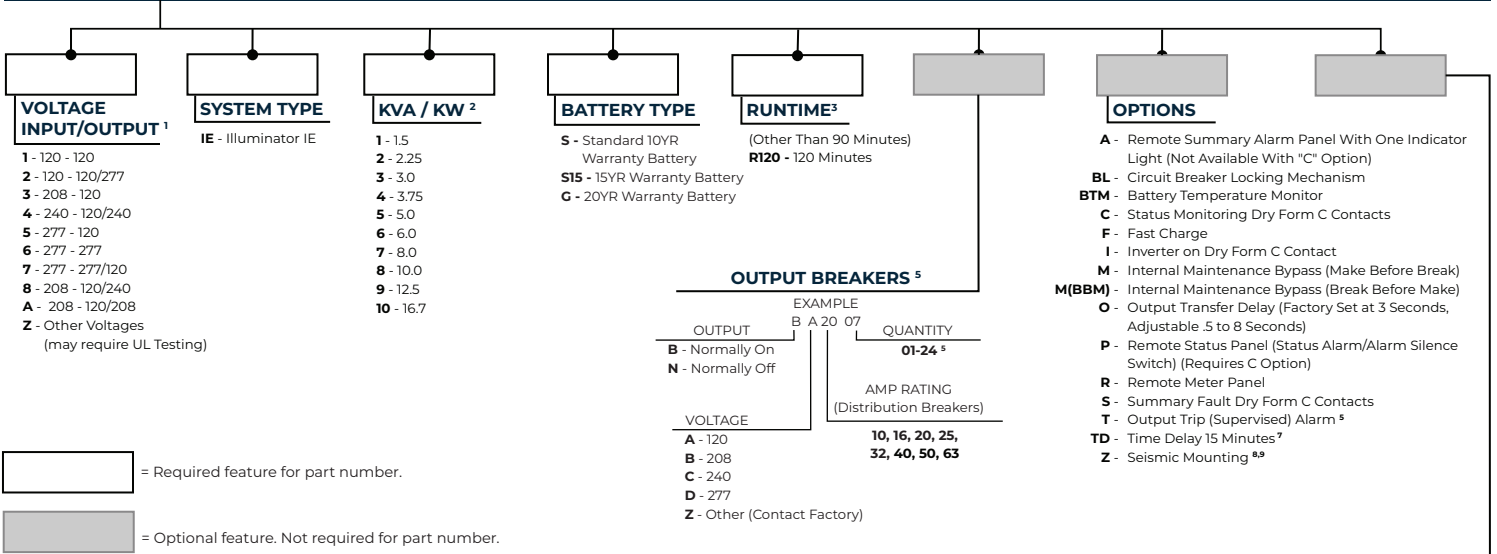 VOLTAGE
INPUT/OUTPUT ¹
1 - 120 - 120
2 - 120 - 120/277
3 - 208 - 120
4 - 240 - 120/240
5 - 277 - 120
6 - 277 - 277
7 - 277 - 277/120
8 - 208 - 120/240
A - 208 - 120/208
Z - Other Voltages
(may require UL Testing)
SYSTEM TYPE
IE - Illuminator IE
KVA / KW ²
1 - 1.5
2 - 2.25
3 - 3.0
4 - 3.75
5 - 5.0
6 - 6.0
7 - 8.0
8 - 10.0
9 - 12.5
10 - 16.7
BATTERY TYPE
S - Standard 10YR
Warranty Battery
S15 - 15YR Warranty Battery
G - 20YR Warranty Battery
RUNTIME³
(Other Than 90 Minutes)
R120 - 120 Minutes
OUTPUT BREAKERS ⁵
EXAMPLE
B A 20 07
OUTPUT
B - Normally On
N - Normally Off
QUANTITY
01-24 ⁵
AMP RATING
(Distribution Breakers)
10, 16, 20, 25,
32, 40, 50, 63
VOLTAGE
A - 120
B - 208
C - 240
D - 277
Z - Other (Contact Factory)
OPTIONS
A - Remote Summary Alarm Panel With One Indicator
Light (Not Available With "C" Option)
BL - Circuit Breaker Locking Mechanism
BTM - Battery Temperature Monitor
C - Status Monitoring Dry Form C Contacts
F - Fast Charge
I - Inverter on Dry Form C Contact
M - Internal Maintenance Bypass (Make Before Break)
M(BBM) - Internal Maintenance Bypass (Break Before Make)
O - Output Transfer Delay (Factory Set at 3 Seconds,
Adjustable .5 to 8 Seconds)
P - Remote Status Panel (Status Alarm/Alarm Silence
Switch) (Requires C Option)
R - Remote Meter Panel
S - Summary Fault Dry Form C Contacts
T - Output Trip (Supervised) Alarm ⁵
TD - Time Delay 15 Minutes ⁷
Z - Seismic Mounting ⁸,⁹
= Required feature for part number.
= Optional feature. Not required for part number.